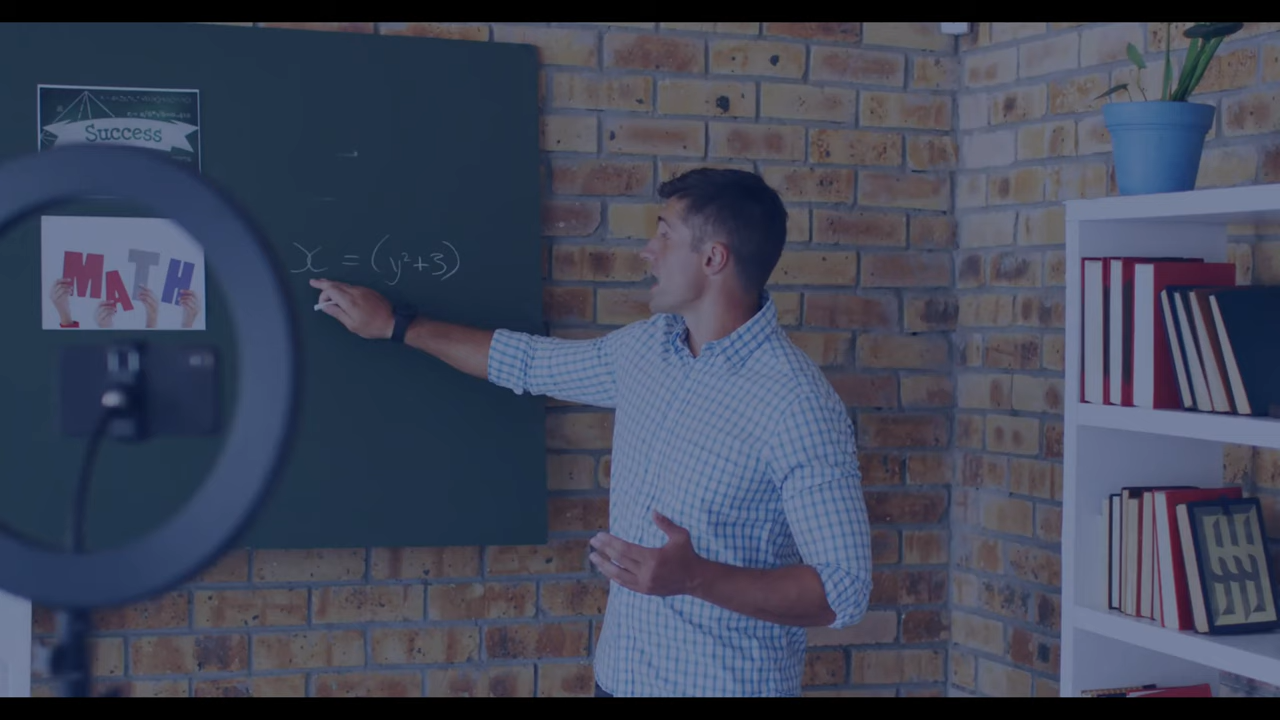 Success
MATH
x = (y²+3)